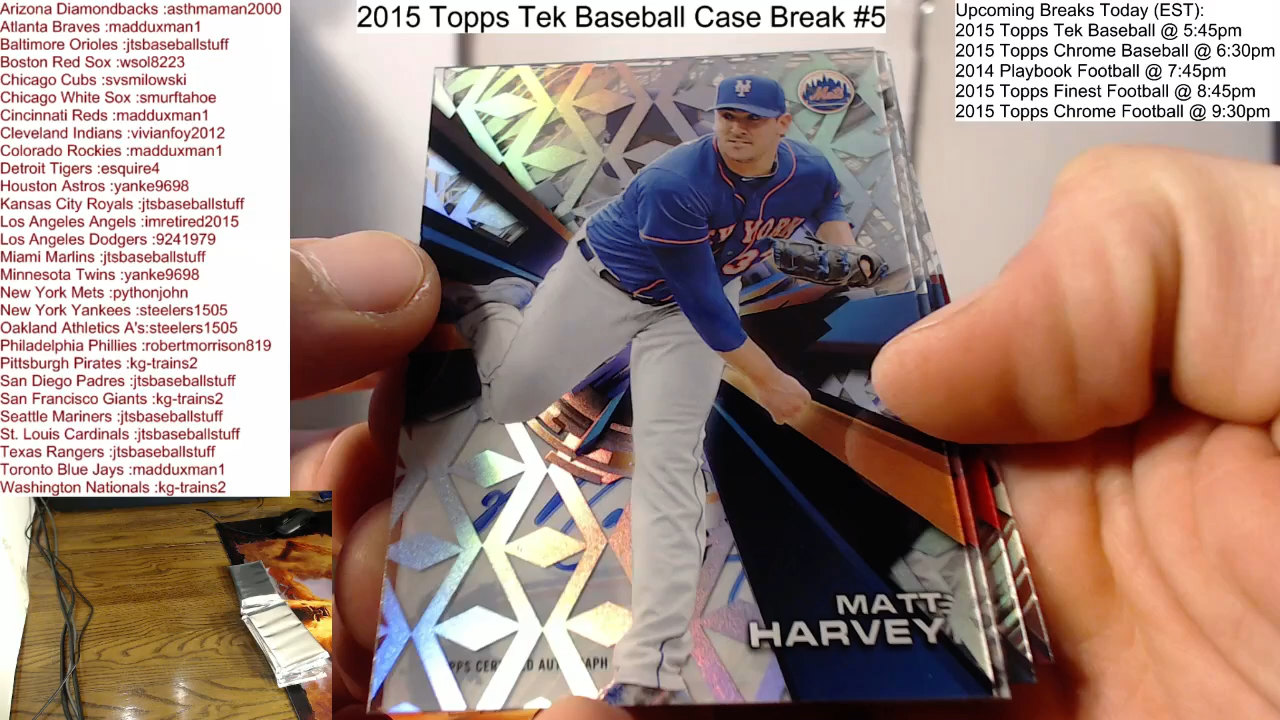 Arizona Diamondbacks :asthmaman2000
Atlanta Braves :madduxman1
Baltimore Orioles :jtsbaseballstuff
Boston Red Sox :wsol8223
Chicago Cubs :svsmilowski
Chicago White Sox :smurftahoe
Cincinnati Reds :madduxman1
Cleveland Indians :vivianfoy2012
Colorado Rockies :madduxman1
Detroit Tigers :esquire4
Houston Astros :yanke9698
Kansas City Royals :jtsbaseballstuff
Los Angeles Angels :imretired2015
Los Angeles Dodgers :9241979
Miami Marlins :jtsbaseballstuff
Minnesota Twins :yanke9698
New York Mets :pythonjohn
New York Yankees :steelers1505
Oakland Athletics A's:steelers1505
Philadelphia Phillies :robertmorrison819
Pittsburgh Pirates :kg-trains2
San Diego Padres :jtsbaseballstuff
San Francisco Giants :kg-trains2
Seattle Mariners :jtsbaseballstuff
St. Louis Cardinals :jtsbaseballstuff
Texas Rangers :jtsbaseballstuff
Toronto Blue Jays :madduxman1
Washington Nationals :kg-trains2
2015 Topps Tek Baseball Case Break #5
Upcoming Breaks Today (EST):
2015 Topps Tek Baseball @ 5:45pm
2015 Topps Chrome Baseball @ 6:30pm
2014 Playbook Football @ 7:45pm
2015 Topps Finest Football @ 8:45pm
2015 Topps Chrome Football @ 9:30pm
NY
Mets
MATT
HARVEY
AUTOGRAPH